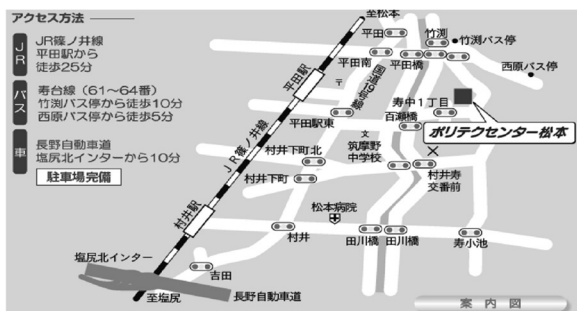 アクセス方法
JR
JR篠ノ井線
平田駅から
徒歩25分
バス
寿台線（61～64番）
竹渕バス停から徒歩10分
西原バス停から徒歩5分
車
長野自動車道
塩尻北インターから10分
駐車場完備
至松本
平田
竹渕
竹渕バス停
平田南
平田橋
西原バス停
平田駅
国道19号線
寿中1丁目
平田駅東
百瀬橋
ポリテクセンター松本
文
筑摩野
中学校
JR篠ノ井線
村井下町北
村井下町
村井寿
交番前
村井駅
松本病院
村井
田川橋
田川橋
寿小池
塩尻北インター
吉田
至塩尻
長野自動車道
案内図